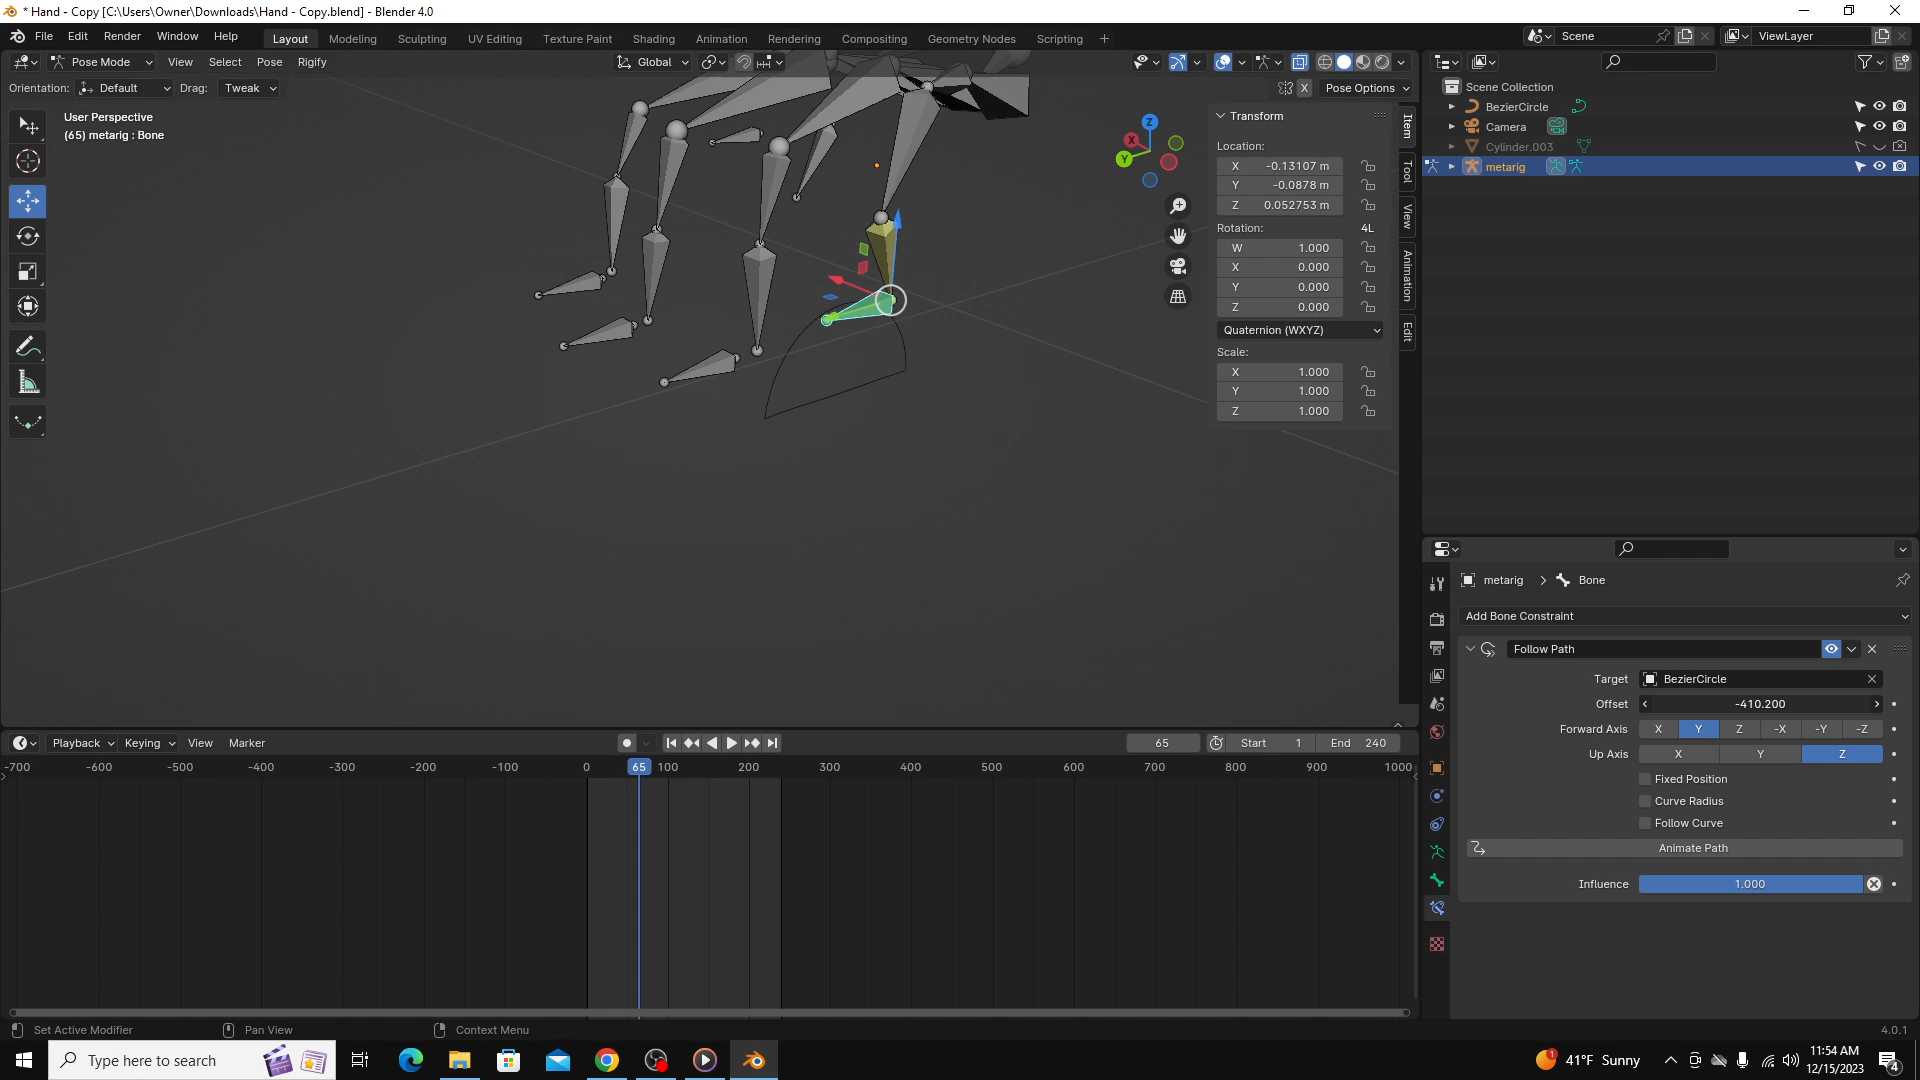 * Hand - Copy [C:\Users\Owner\Downloads\Hand - Copy.blend] - Blender 4.0
File Edit Render Window Help Layout Modeling Sculpting UV Editing Texture Paint Shading Animation Rendering Compositing Geometry Nodes Scripting + Scene ViewLayer
Pose Mode View Select Pose Rigify Global
Orientation: Default Drag: Tweak X Pose Options
User Perspective
(65) metarig : Bone
Z
X
Y
Transform
Location:
X -0.13107 m
Y -0.0878 m
Z 0.052753 m
Rotation: 4L
W 1.000
X 0.000
Y 0.000
Z 0.000
Quaternion (WXYZ)
Scale:
X 1.000
Y 1.000
Z 1.000
Item
Tool
View
Animation
Edit
Scene Collection
BezierCircle
Camera
Cylinder.003
metarig
metarig > Bone
Add Bone Constraint
Follow Path
Target BezierCircle
Offset -410.200
Forward Axis X Y Z -X -Y -Z
Up Axis X Y Z
Fixed Position
Curve Radius
Follow Curve
Animate Path
Influence 1.000
Playback Keying View Marker 65 Start 1 End 240
-700 -600 -500 -400 -300 -200 -100 0 65 100 200 300 400 500 600 700 800 900 1000
Set Active Modifier Pan View Context Menu 4.0.1
Type here to search 41°F Sunny 11:54 AM
12/15/2023 4